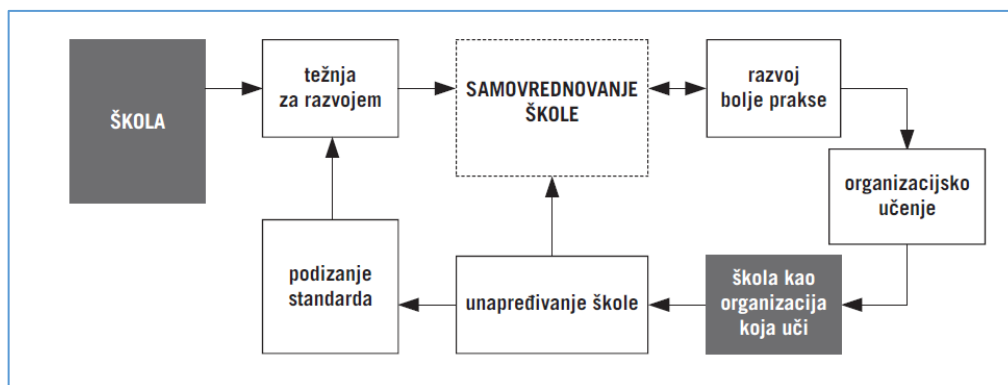 ŠKOLA
težnja
za razvojem
SAMOVREDNOVANJE
ŠKOLE
razvoj
bolje prakse
organizacijsko
učenje
škola kao
organizacija
koja uči
unapređivanje škole
podizanje
standarda